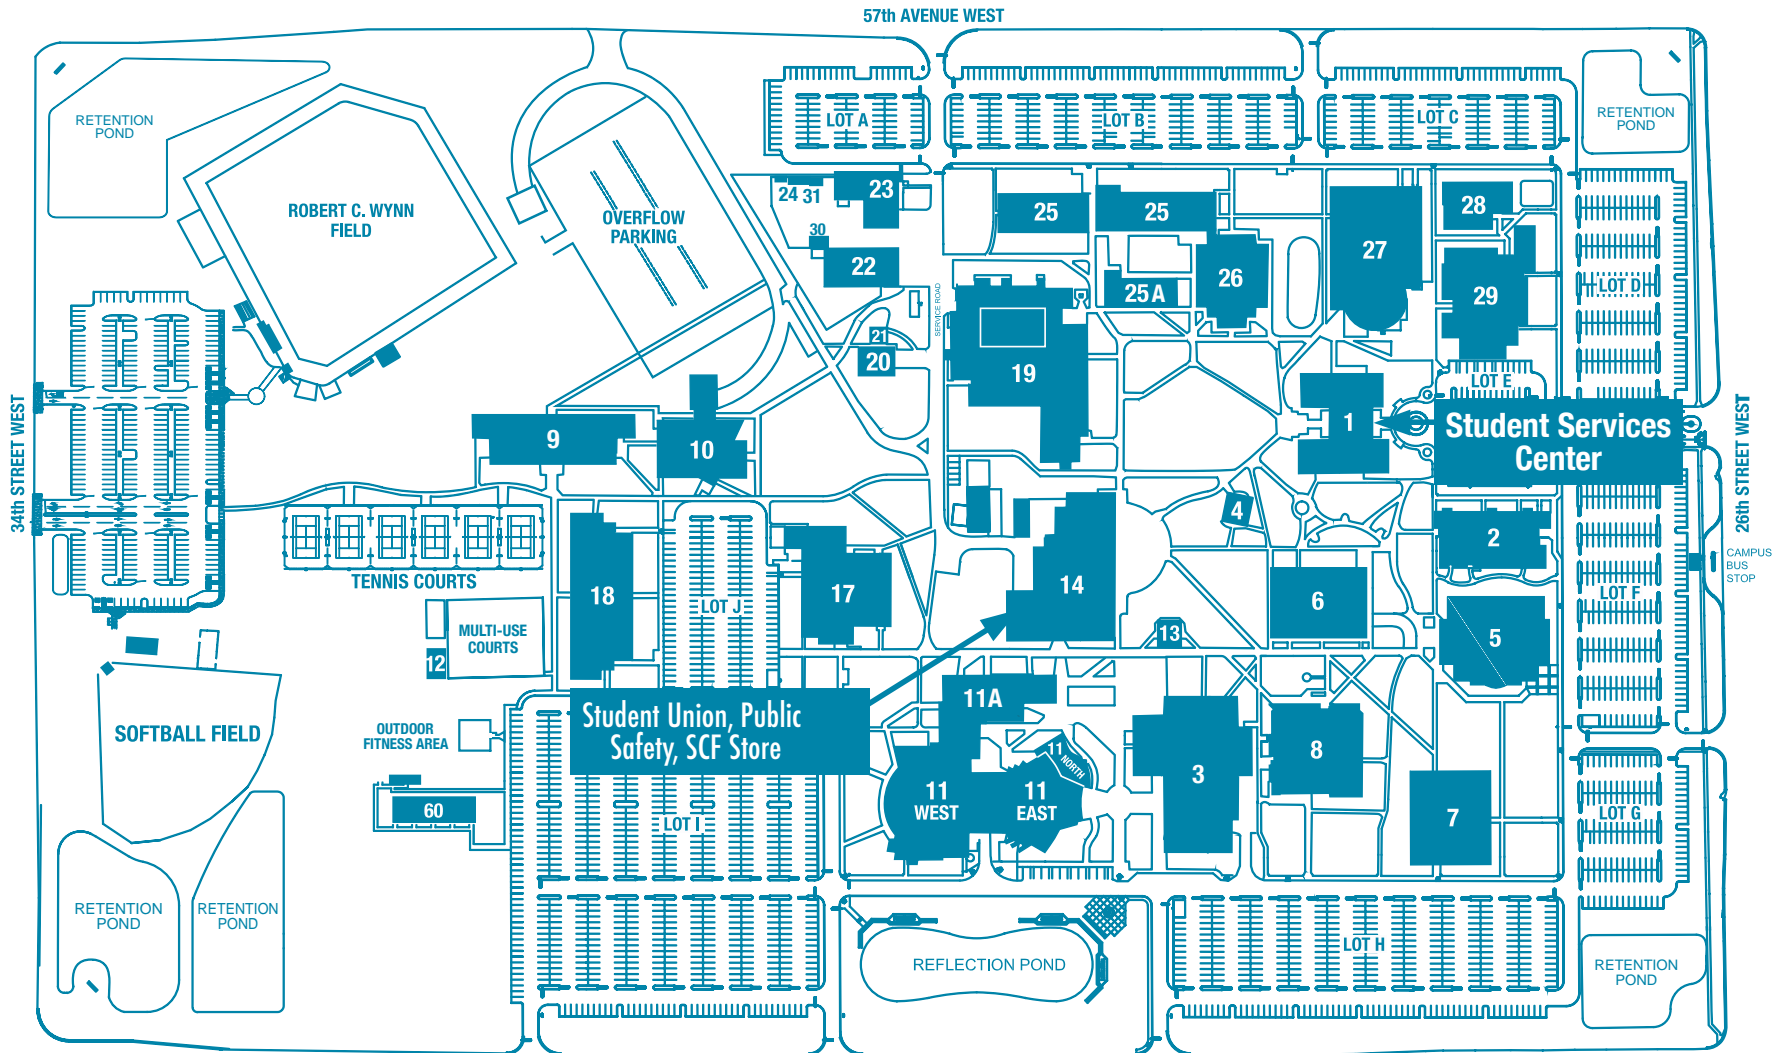 57th AVENUE WEST
RETENTION
POND
LOT A
LOT B
LOT C
RETENTION
POND
ROBERT C. WYNN
FIELD
OVERFLOW
PARKING
24
31
23
30
22
25
25
27
28
26
25 A
29
LOT D
SERVICE ROAD
21
20
19
LOT E
1
Student Services
Center
34th STREET WEST
26th STREET WEST
9
10
4
2
CAMPUS
BUS
STOP
TENNIS COURTS
18
LOT J
17
14
6
LOT F
MULTI-USE
COURTS
12
13
5
11A
Student Union, Public
Safety, SCF Store
SOFTBALL FIELD
OUTDOOR
FITNESS AREA
11
NORTH
3
8
11
WEST
11
EAST
60
LOT I
7
LOT G
RETENTION
POND
RETENTION
POND
REFLECTION POND
LOT H
RETENTION
POND